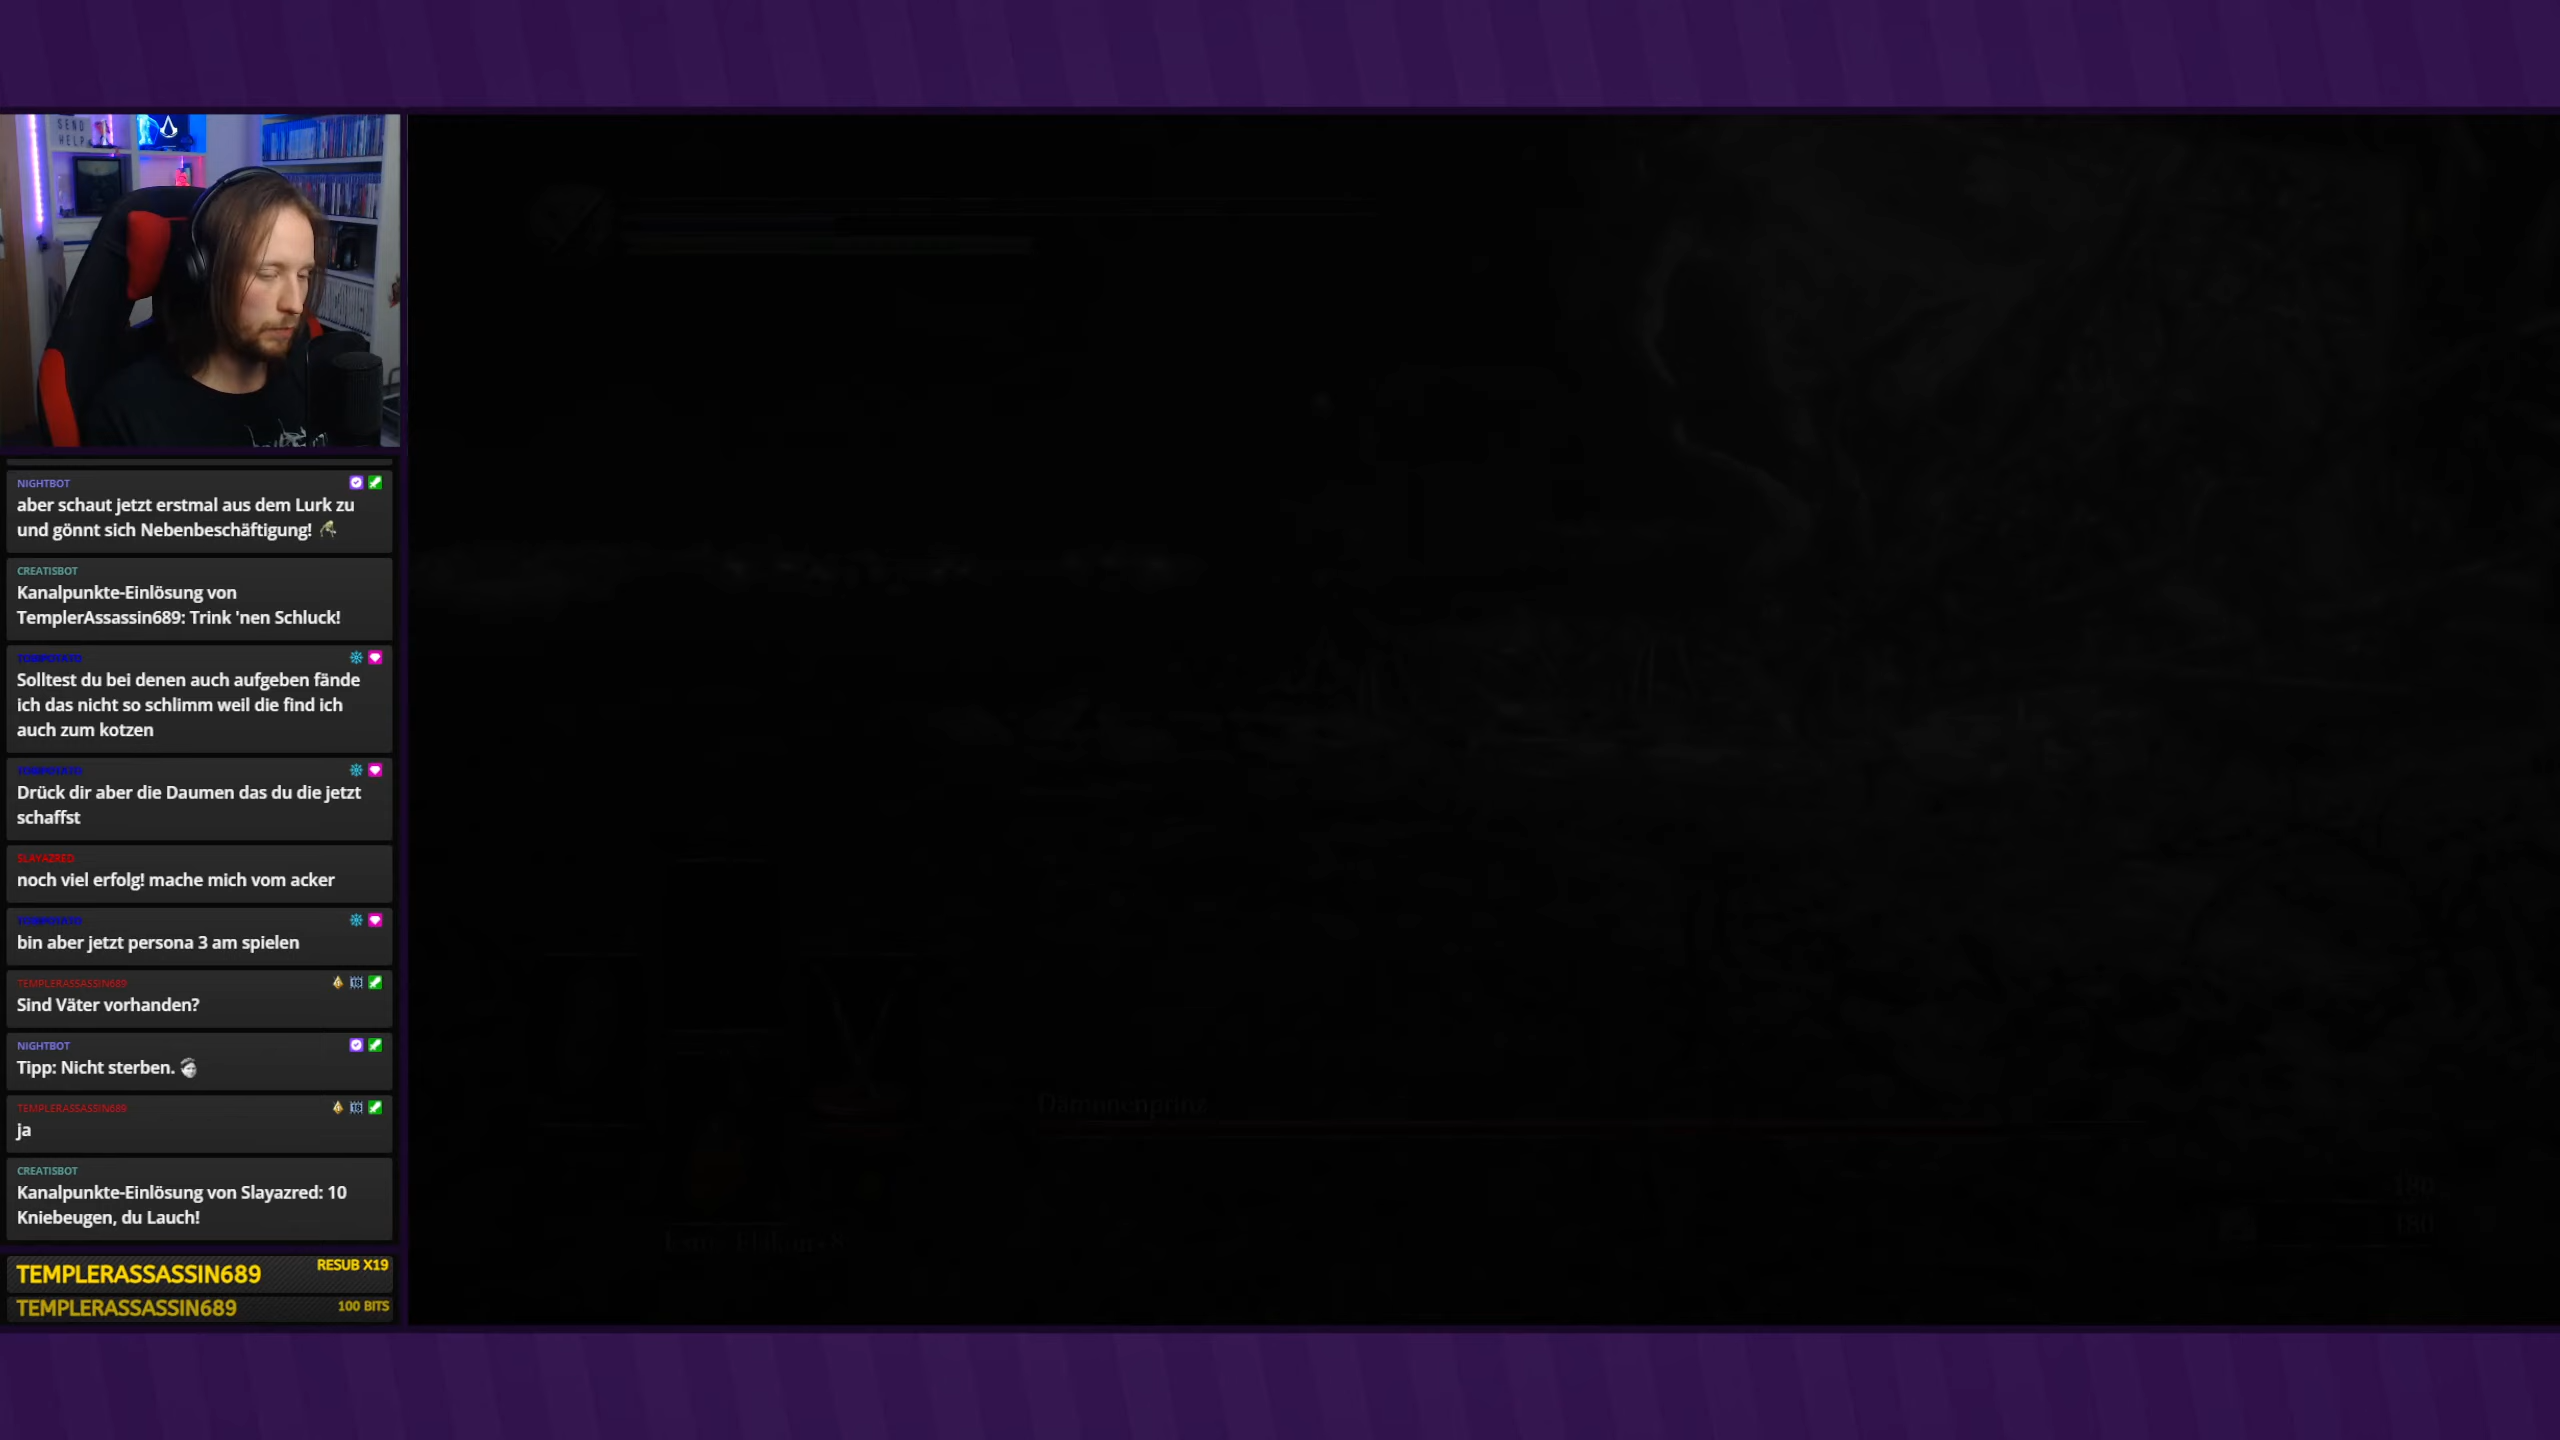 SEND
HELP
NIGHTBOT
aber schaut jetzt erstmal aus dem Lurk zu
und gönnt sich Nebenbeschäftigung!
CREATISBOT
Kanalpunkte-Einlösung von
TemplerAssassin689: Trink 'nen Schluck!
Solltest du bei denen auch aufgeben fände
ich das nicht so schlimm weil die find ich
auch zum kotzen
Drück dir aber die Daumen das du die jetzt
schaffst
SLAYAZRED
noch viel erfolg! mache mich vom acker
bin aber jetzt persona 3 am spielen
TEMPLERASSASSIN689
Sind Väter vorhanden?
NIGHTBOT
Tipp: Nicht sterben.
TEMPLERASSASSIN689
ja
CREATISBOT
Kanalpunkte-Einlösung von Slayazred: 10
Kniebeugen, du Lauch!
TEMPLERASSASSIN689 RESUB X19
TEMPLERASSASSIN689 100 BITS
Dämonenprinz
180
180